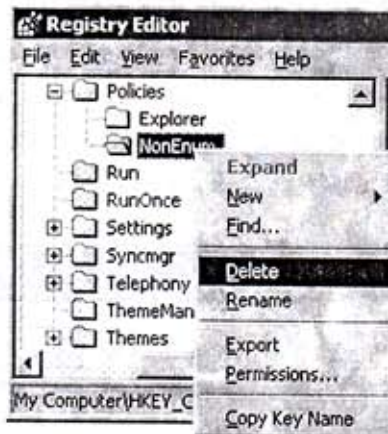 Registry Editor
File Edit View Favorites Help
Policies
Explorer
NonEnum
Run
RunOnce
Settings
Syncmgr
Telephony
ThemeMan
Themes
My Computer\HKEY_C
Expand
New
Find...
Delete
Rename
Export
Permissions...
Copy Key Name